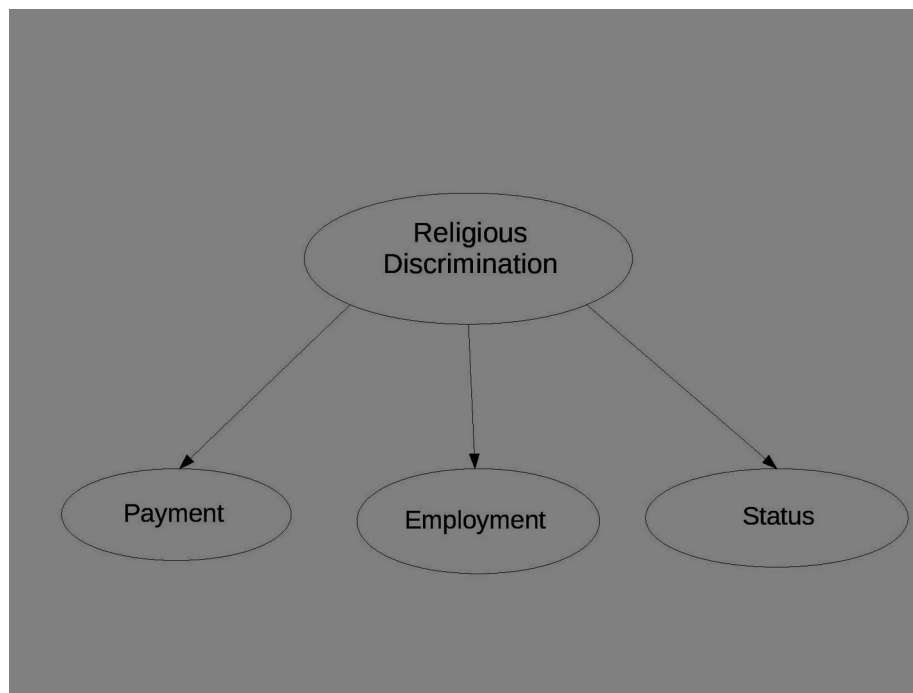 Religious
Discrimination
Payment
Employment
Status